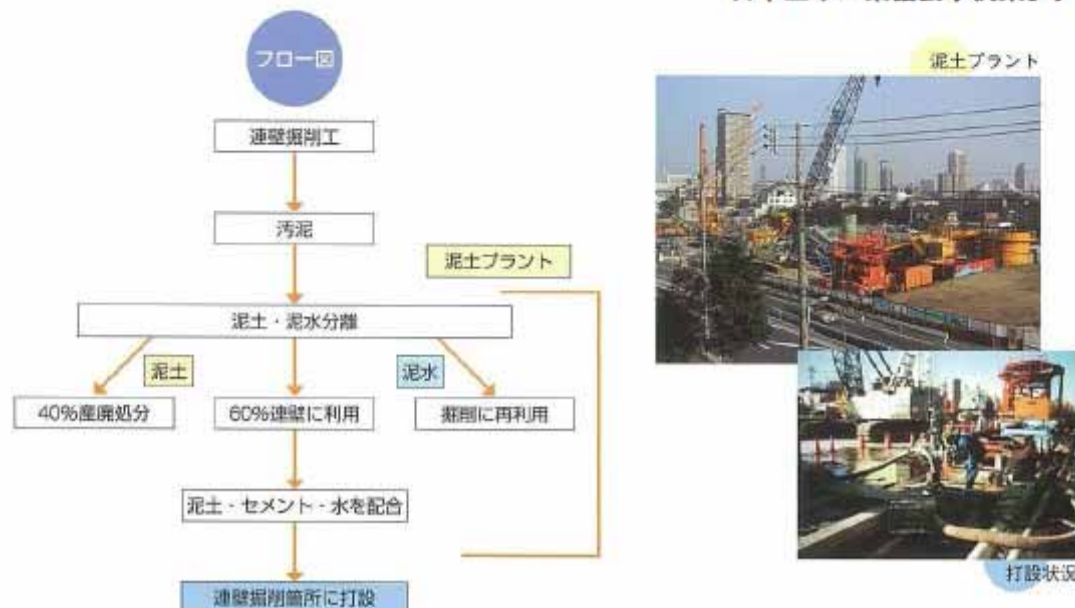 フロー図
連壁掘削工
汚泥
泥土プラント
泥土・泥水分離
泥土
泥水
40%産廃処分
60%連壁に利用
掘削に再利用
泥土・セメント・水を配合
連壁掘削箇所に打設
泥土プラント
打設状況